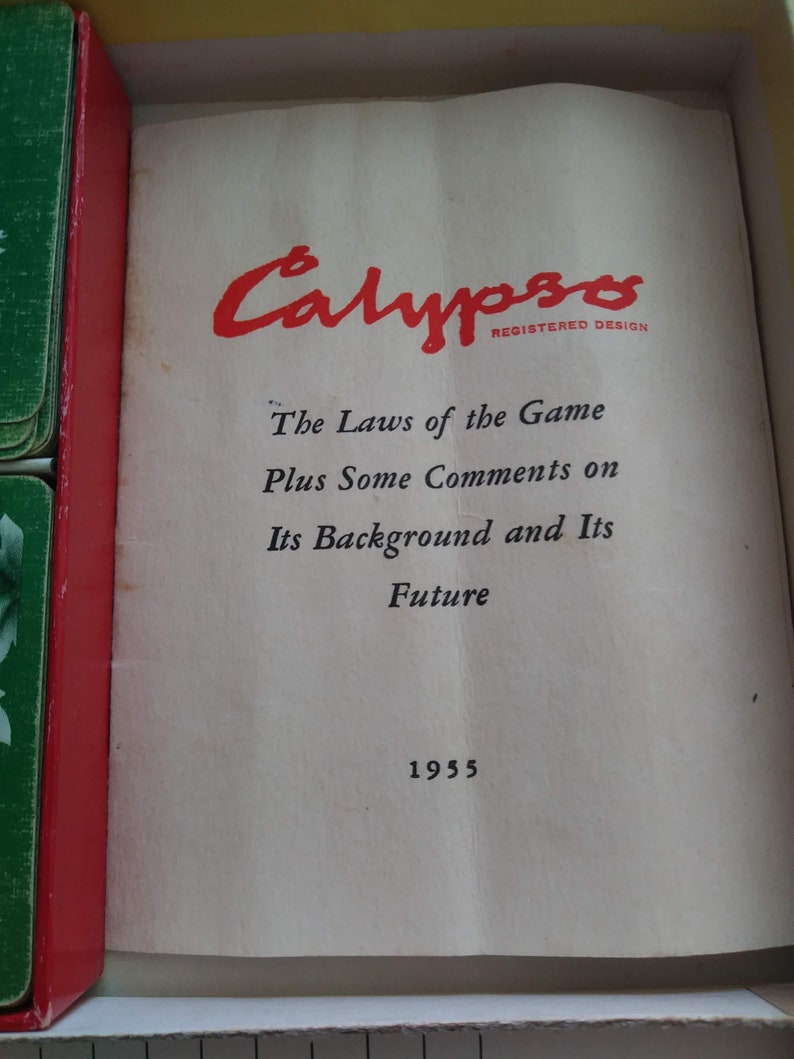 Calypso
REGISTERED DESIGN
The Laws of the Game
Plus Some Comments on
Its Background and Its
Future
1955